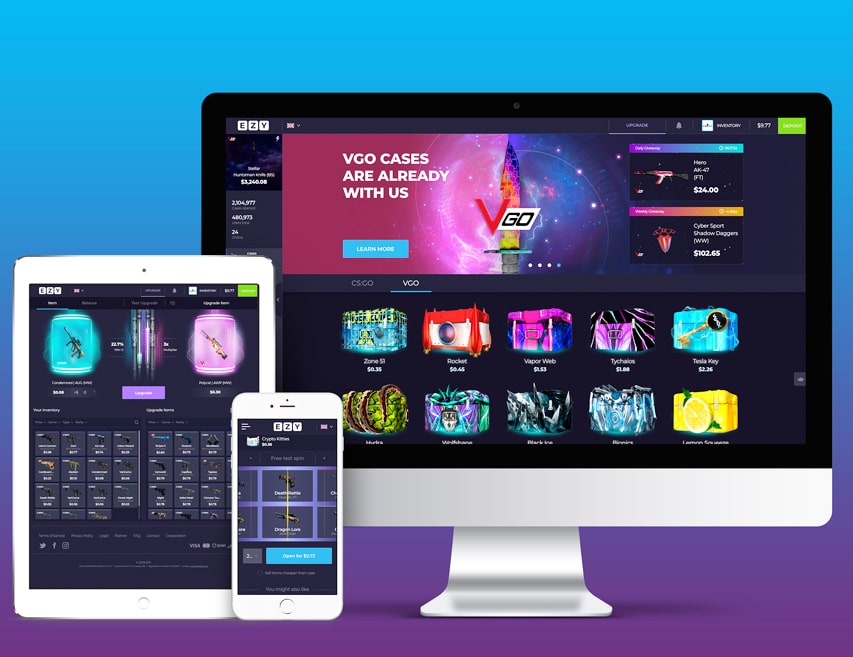 EZY
UPGRADE
INVENTORY
$9.77
DEPOSIT
Stellar
Huntsman Knife (BS)
$3,240.08
2,104,977
Cases opened
480,973
Users total
24
Online
VGO CASES
ARE ALREADY
WITH US
VGO
LEARN MORE
Daily Giveaway
Hero
AK-47
(FT)
$24.00
Weekly Giveaway
Cyber Sport
Shadow Daggers
(WW)
$102.65
CS:GO
VGO
Zone 51
$0.35
Rocket
$0.45
Vapor Web
$1.53
Tychaios
$1.88
Tesla Key
$2.26
Hydra
Wolfshane
Black Ice
Bionics
Lemon Squeeze
EZY
UPGRADE
INVENTORY
$9.77
Item
Balance
Test Upgrade
Upgrade item
22.7%
3x
Multiplier
Condemned | AUG (MW)
$0.08
Upgrade
Your inventory
Upgrade items
Terms of Service
Privacy Policy
Legal
Partner
FAQ
Contact
Cooperation
VISA
EZY
Crypto Kitties
$0.36
Free test spin
Death Rattle
Dragon Lore
2...
Open for $0.72
Sell items cheaper than case
You might also like